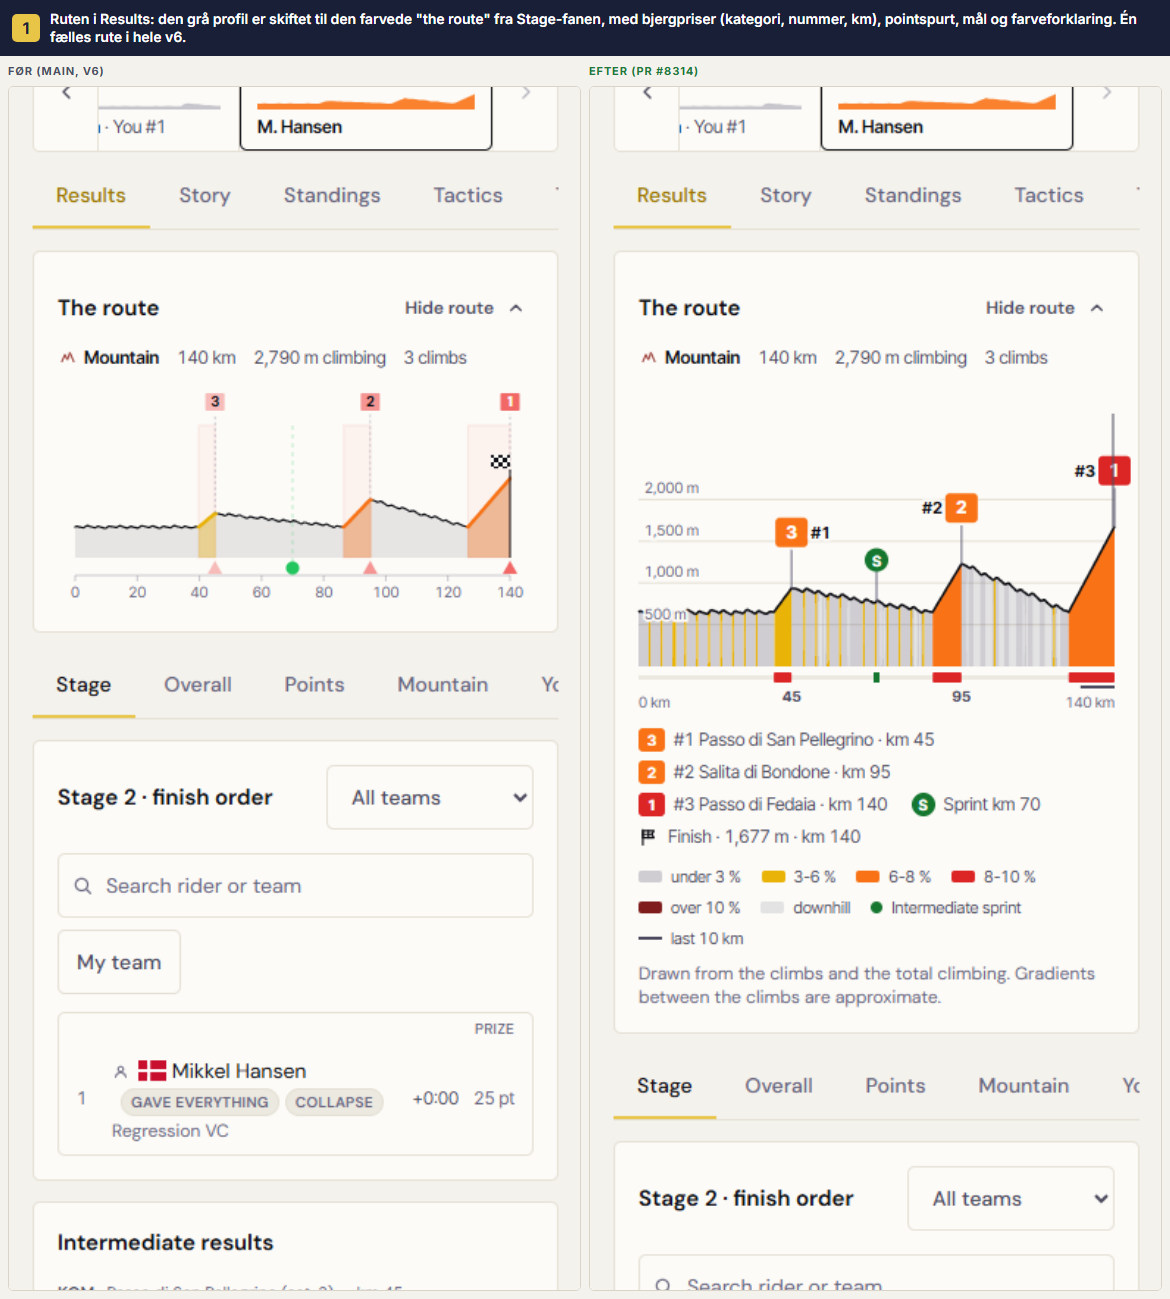 1
Ruten i Results: den grå profil er skiftet til den farvede "the route" fra Stage-fanen, med bjergpriser (kategori, nummer, km), pointspurt, mål og farveforklaring. Én
fælles rute i hele v6.
FØR (MAIN, V6)
· You #1
M. Hansen
Results Story Standings Tactics
The route
Hide route
Mountain 140 km 2,790 m climbing 3 climbs
3 2 1
0 20 40 60 80 100 120 140
Stage Overall Points Mountain Yo
Stage 2 · finish order
All teams
Search rider or team
My team
PRIZE
Mikkel Hansen
1 GAVE EVERYTHING COLLAPSE +0:00 25 pt
Regression VC
Intermediate results
EFTER (PR #8314)
· You #1
M. Hansen
Results Story Standings Tactics
The route
Hide route
Mountain 140 km 2,790 m climbing 3 climbs
#3 1
2,000 m
#2 2
1,500 m
3 #1
S
1,000 m
500 m
45 95
0 km 140 km
3 #1 Passo di San Pellegrino · km 45
2 #2 Salita di Bondone · km 95
1 #3 Passo di Fedaia · km 140 S Sprint km 70
Finish · 1,677 m · km 140
under 3 % 3-6 % 6-8 % 8-10 %
over 10 % downhill Intermediate sprint
last 10 km
Drawn from the climbs and the total climbing. Gradients
between the climbs are approximate.
Stage Overall Points Mountain Yo
Stage 2 · finish order
All teams
Search rider or team